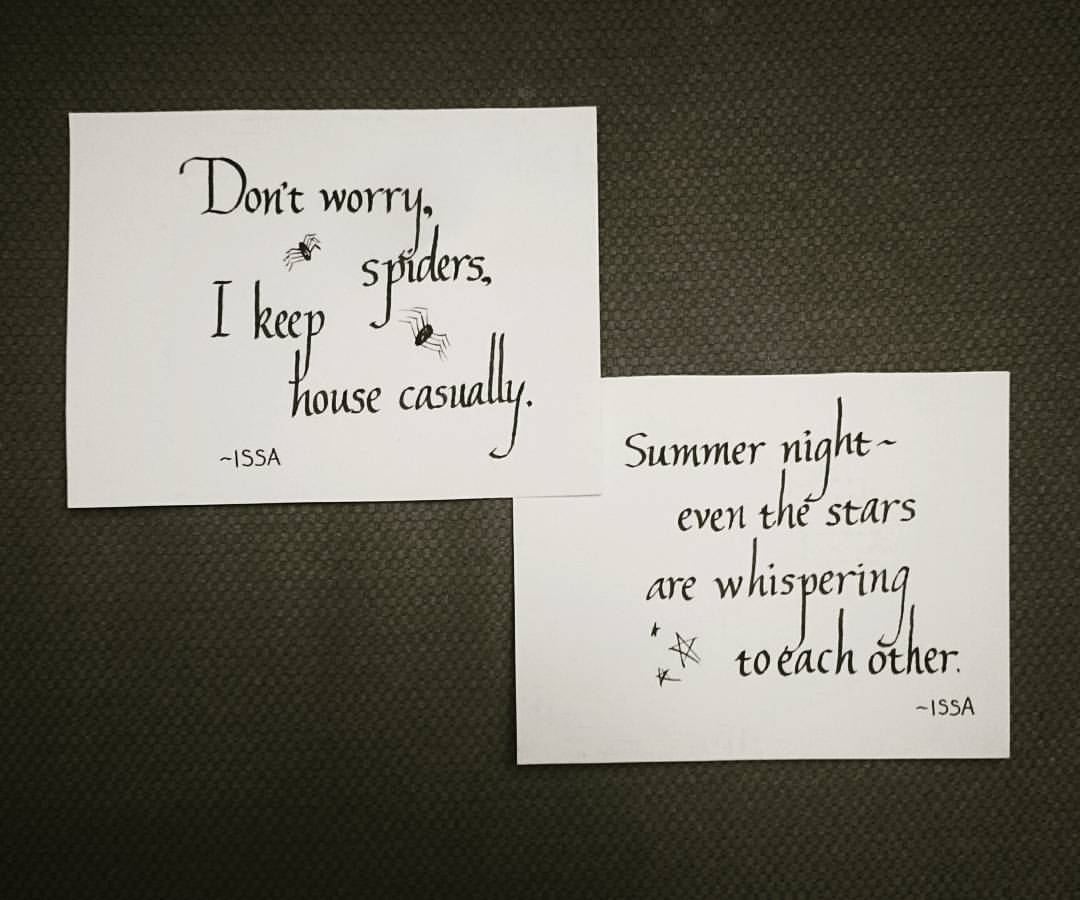 Don't worry,
spiders,
I keep
house casually.
~ISSA
Summer night~
even the stars
are whispering
to each other.
~ISSA